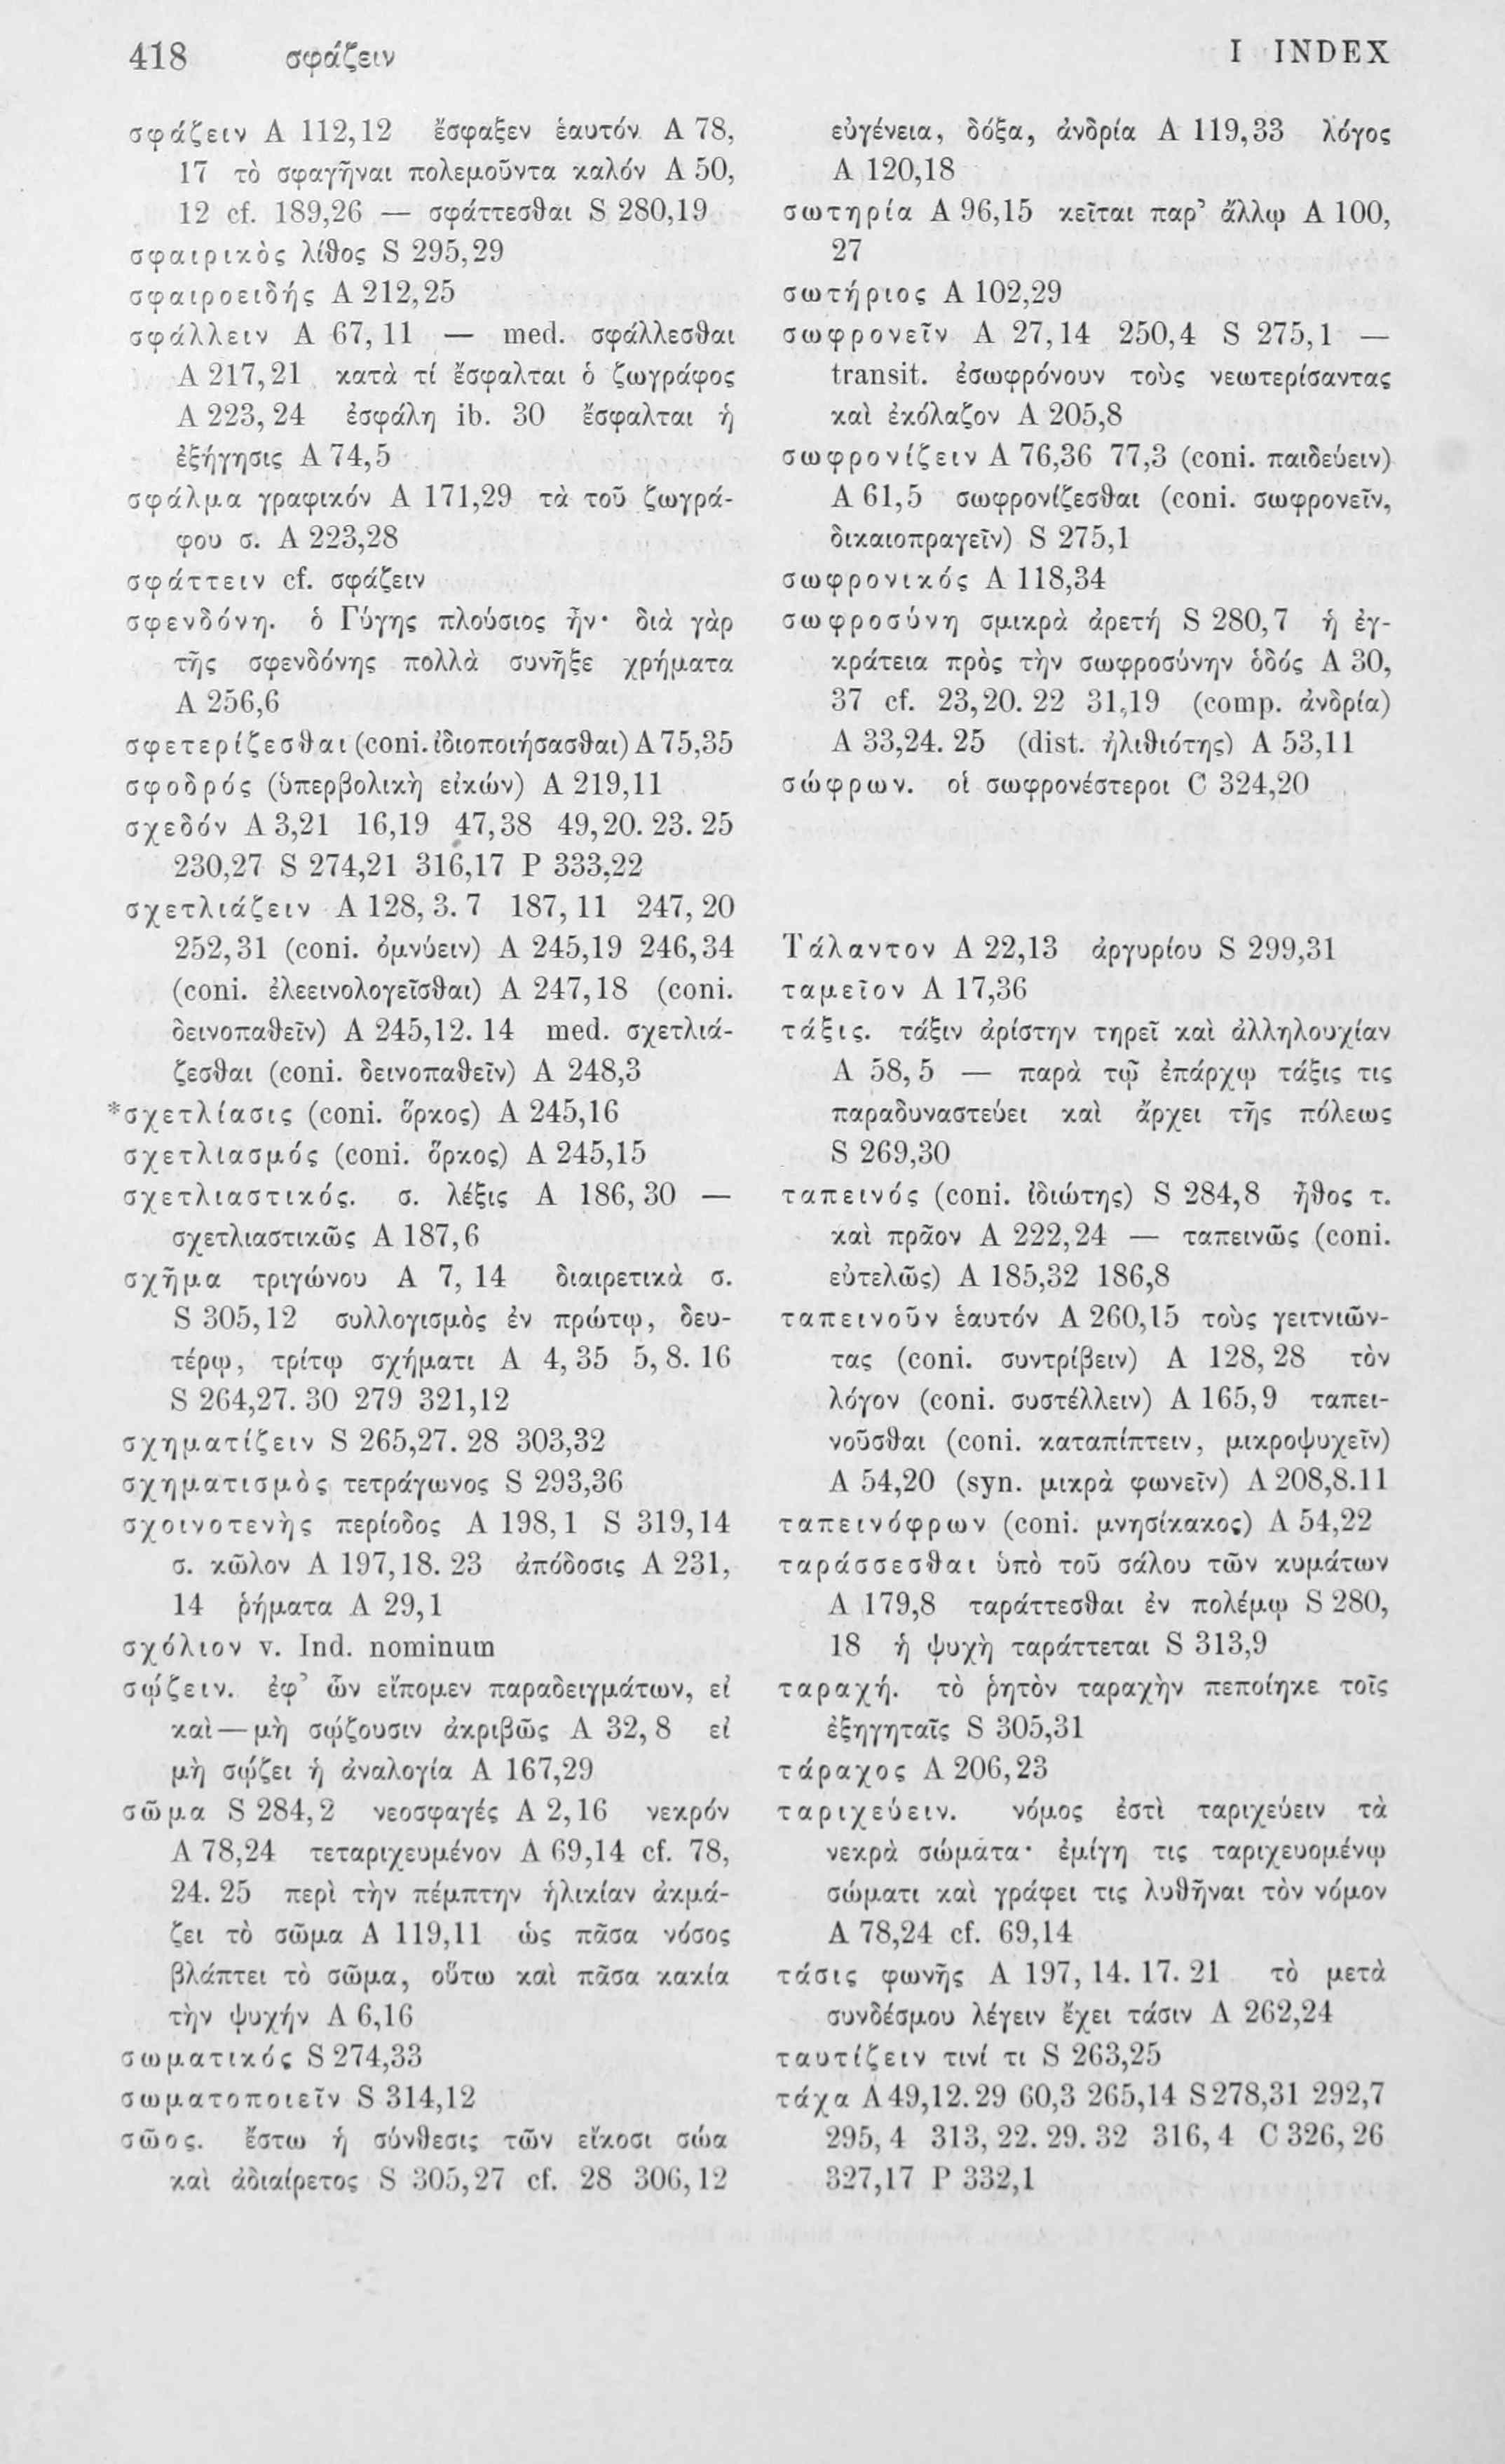 418 σφάζειν I INDEX
σφάζειν A 112,12 ἔσφαξεν ἑαυτόν A 78,
17 τὸ σφαγῆναι πολεμοῦντα καλόν A 50,
12 cf. 189,26 — σφάττεσθαι S 280,19
σφαιρικὸς λίθος S 295,29
σφαιροειδής A 212,25
σφάλλειν A 67, 11 — med. σφάλλεσθαι
A 217,21 κατὰ τί ἔσφαλται ὁ ζωγράφος
A 223, 24 ἐσφάλη ib. 30 ἔσφαλται ἡ
ἐξήγησις A 74,5
σφάλμα γραφικόν A 171,29 τὰ τοῦ ζωγρά-
φου σ. A 223,28
σφάττειν cf. σφάζειν
σφενδόνη. ὁ Γύγης πλούσιος ἦν· διὰ γὰρ
τῆς σφενδόνης πολλὰ συνῆξε χρήματα
A 256,6
σφετερίζεσθαι (coni. ἰδιοποιήσασθαι) A 75,35
σφοδρός (ὑπερβολικὴ εἰκών) A 219,11
σχεδόν A 3,21 16,19 47,38 49,20. 23. 25
230,27 S 274,21 316,17 P 333,22
σχετλιάζειν A 128, 3. 7 187, 11 247, 20
252,31 (coni. ὀμνύειν) A 245,19 246,34
(coni. ἐλεεινολογεῖσθαι) A 247,18 (coni.
δεινοπαθεῖν) A 245,12. 14 med. σχετλιά-
ζεσθαι (coni. δεινοπαθεῖν) A 248,3
*σχετλίασις (coni. ὅρκος) A 245,16
σχετλιασμός (coni. ὅρκος) A 245,15
σχετλιαστικός. σ. λέξις A 186, 30 —
σχετλιαστικῶς A 187,6
σχῆμα τριγώνου A 7, 14 διαιρετικὰ σ.
S 305,12 συλλογισμὸς ἐν πρώτῳ, δευ-
τέρῳ, τρίτῳ σχήματι A 4, 35 5, 8. 16
S 264,27. 30 279 321,12
σχηματίζειν S 265,27. 28 303,32
σχηματισμὸς τετράγωνος S 293,36
σχοινοτενὴς περίοδος A 198,1 S 319,14
σ. κῶλον A 197,18. 23 ἀπόδοσις A 231,
14 ῥήματα A 29,1
σχόλιον v. Ind. nominum
σῴζειν. ἐφ’ ὧν εἴπομεν παραδειγμάτων, εἰ
καὶ — μὴ σῴζουσιν ἀκριβῶς A 32, 8 εἰ
μὴ σῴζει ἡ ἀναλογία A 167,29
σῶμα S 284,2 νεοσφαγές A 2,16 νεκρόν
A 78,24 τεταριχευμένον A 69,14 cf. 78,
24. 25 περὶ τὴν πέμπτην ἡλικίαν ἀκμά-
ζει τὸ σῶμα A 119,11 ὡς πᾶσα νόσος
βλάπτει τὸ σῶμα, οὕτω καὶ πᾶσα κακία
τὴν ψυχήν A 6,16
σωματικός S 274,33
σωματοποιεῖν S 314,12
σῶος. ἔστω ἡ σύνθεσις τῶν εἴκοσι σώα
καὶ ἀδιαίρετος S 305,27 cf. 28 306,12
εὐγένεια, δόξα, ἀνδρία A 119,33 λόγος
A 120,18
σωτηρία A 96,15 κεῖται παρ’ ἄλλῳ A 100,
27
σωτήριος A 102,29
σωφρονεῖν A 27,14 250,4 S 275,1 —
transit. ἐσωφρόνουν τοὺς νεωτερίσαντας
καὶ ἐκόλαζον A 205,8
σωφρονίζειν A 76,36 77,3 (coni. παιδεύειν)
A 61,5 σωφρονίζεσθαι (coni. σωφρονεῖν,
δικαιοπραγεῖν) S 275,1
σωφρονικός A 118,34
σωφροσύνη σμικρὰ ἀρετή S 280,7 ἡ ἐγ-
κράτεια πρὸς τὴν σωφροσύνην ὁδός A 30,
37 cf. 23,20. 22 31,19 (comp. ἀνδρία)
A 33,24. 25 (dist. ἠλιθιότης) A 53,11
σώφρων. οἱ σωφρονέστεροι C 324,20
Τάλαντον A 22,13 ἀργυρίου S 299,31
ταμεῖον A 17,36
τάξις. τάξιν ἀρίστην τηρεῖ καὶ ἀλληλουχίαν
A 58,5 — παρὰ τῷ ἐπάρχῳ τάξις τις
παραδυναστεύει καὶ ἄρχει τῆς πόλεως
S 269,30
ταπεινός (coni. ἰδιώτης) S 284,8 ἦθος τ.
καὶ πρᾶον A 222,24 — ταπεινῶς (coni.
εὐτελῶς) A 185,32 186,8
ταπεινοῦν ἑαυτόν A 260,15 τοὺς γειτνιῶν-
τας (coni. συντρίβειν) A 128, 28 τὸν
λόγον (coni. συστέλλειν) A 165,9 ταπει-
νοῦσθαι (coni. καταπίπτειν, μικροψυχεῖν)
A 54,20 (syn. μικρὰ φωνεῖν) A 208,8.11
ταπεινόφρων (coni. μνησίκακος) A 54,22
ταράσσεσθαι ὑπὸ τοῦ σάλου τῶν κυμάτων
A 179,8 ταράττεσθαι ἐν πολέμῳ S 280,
18 ἡ ψυχὴ ταράττεται S 313,9
ταραχή. τὸ ῥητὸν ταραχὴν πεποίηκε τοῖς
ἐξηγηταῖς S 305,31
τάραχος A 206,23
ταριχεύειν. νόμος ἐστὶ ταριχεύειν τὰ
νεκρὰ σώματα· ἐμίγη τις ταριχευομένῳ
σώματι καὶ γράφει τις λυθῆναι τὸν νόμον
A 78,24 cf. 69,14
τάσις φωνῆς A 197, 14. 17. 21 τὸ μετὰ
συνδέσμου λέγειν ἔχει τάσιν A 262,24
ταυτίζειν τινί τι S 263,25
τάχα A 49,12. 29 60,3 265,14 S 278,31 292,7
295, 4 313, 22. 29. 32 316, 4 C 326, 26
327,17 P 332,1